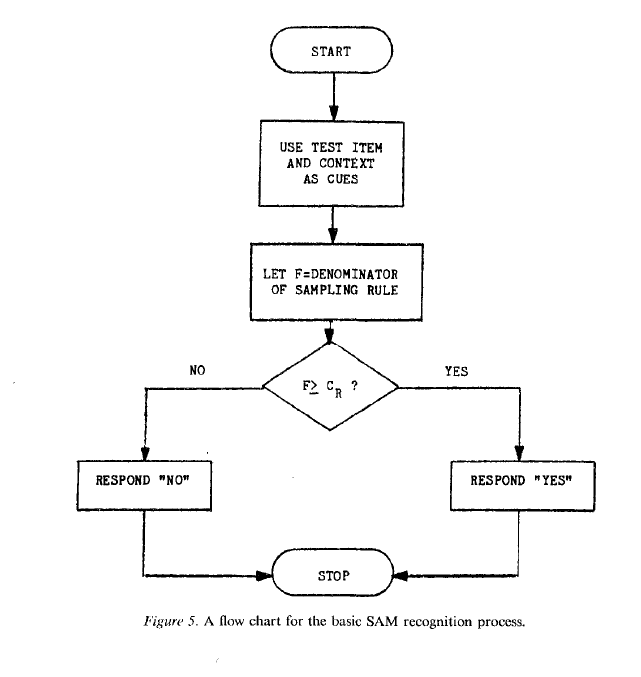 START
USE TEST ITEM
AND CONTEXT
AS CUES
LET F=DENOMINATOR
OF SAMPLING RULE
NO
F≥ C_R ?
YES
RESPOND "NO"
RESPOND "YES"
STOP
Figure 5. A flow chart for the basic SAM recognition process.